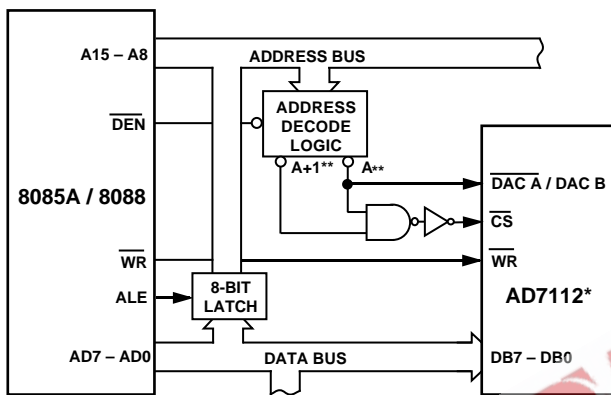 A15 – A8
ADDRESS BUS
ADDRESS
DECODE
LOGIC
DEN
A+1**
A**
8085A / 8088
DAC A / DAC B
CS
WR
WR
ALE
8-BIT
LATCH
AD7112*
AD7 – AD0
DATA BUS
DB7 – DB0